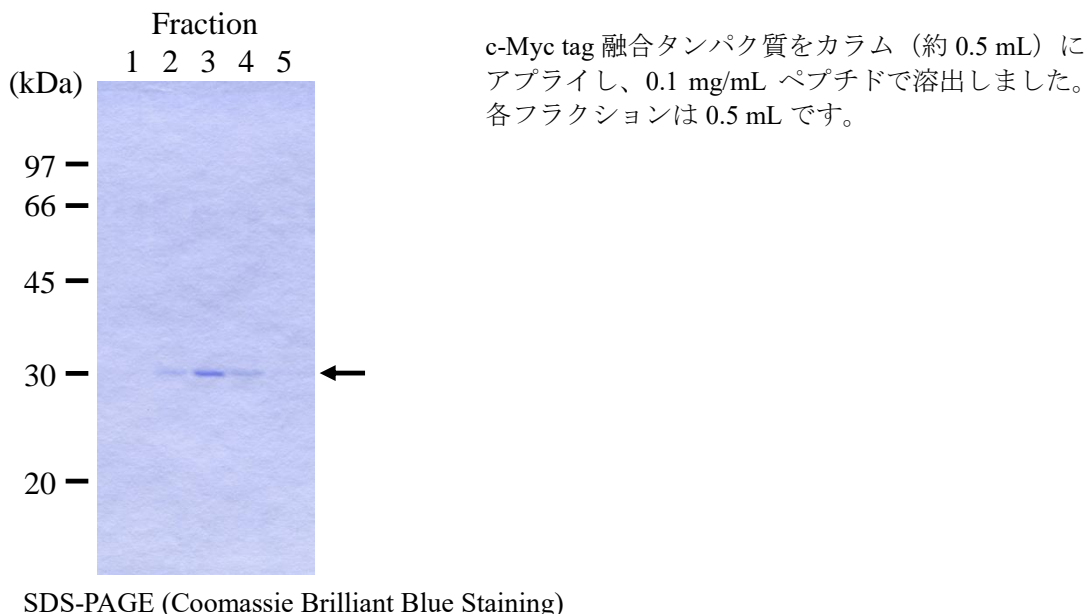 Fraction
1 2 3 4 5
(kDa)
97
66
45
30
20
c-Myc tag 融合タンパク質をカラム（約 0.5 mL）に
アプライし、0.1 mg/mL ペプチドで溶出しました。
各フラクションは 0.5 mL です。
SDS-PAGE (Coomassie Brilliant Blue Staining)